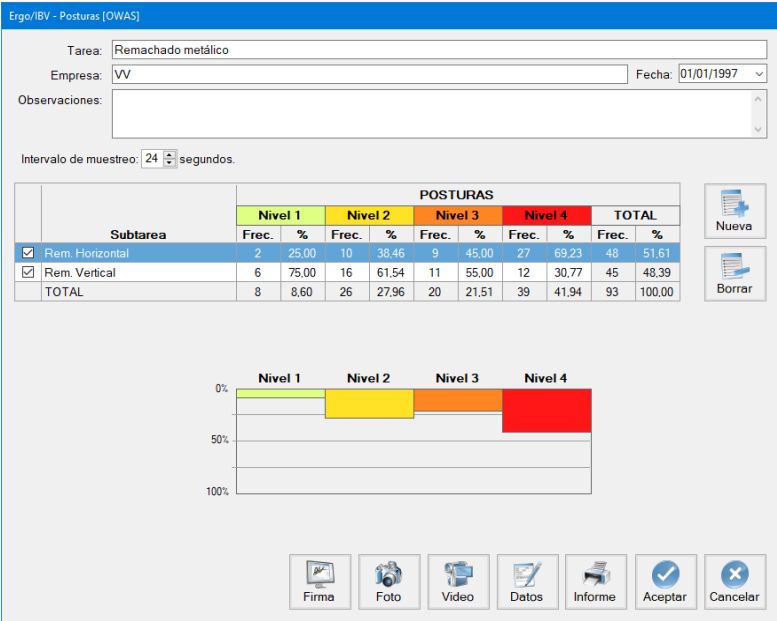 Ergo/IBV - Posturas [OWAS]
Tarea: Remachado metálico
Empresa: VV Fecha: 01/01/1997
Observaciones:
Intervalo de muestreo: 24 segundos.
POSTURAS
Nivel 1 Nivel 2 Nivel 3 Nivel 4 TOTAL
Subtarea Frec. % Frec. % Frec. % Frec. % Frec. %
Rem. Horizontal 2 25,00 10 38,46 9 45,00 27 69,23 48 51,61
Rem. Vertical 6 75,00 16 61,54 11 55,00 12 30,77 45 48,39
TOTAL 8 8,60 26 27,96 20 21,51 39 41,94 93 100,00
Nueva
Borrar
Nivel 1 Nivel 2 Nivel 3 Nivel 4
0%
50%
100%
Firma Foto Video Datos Informe Aceptar Cancelar